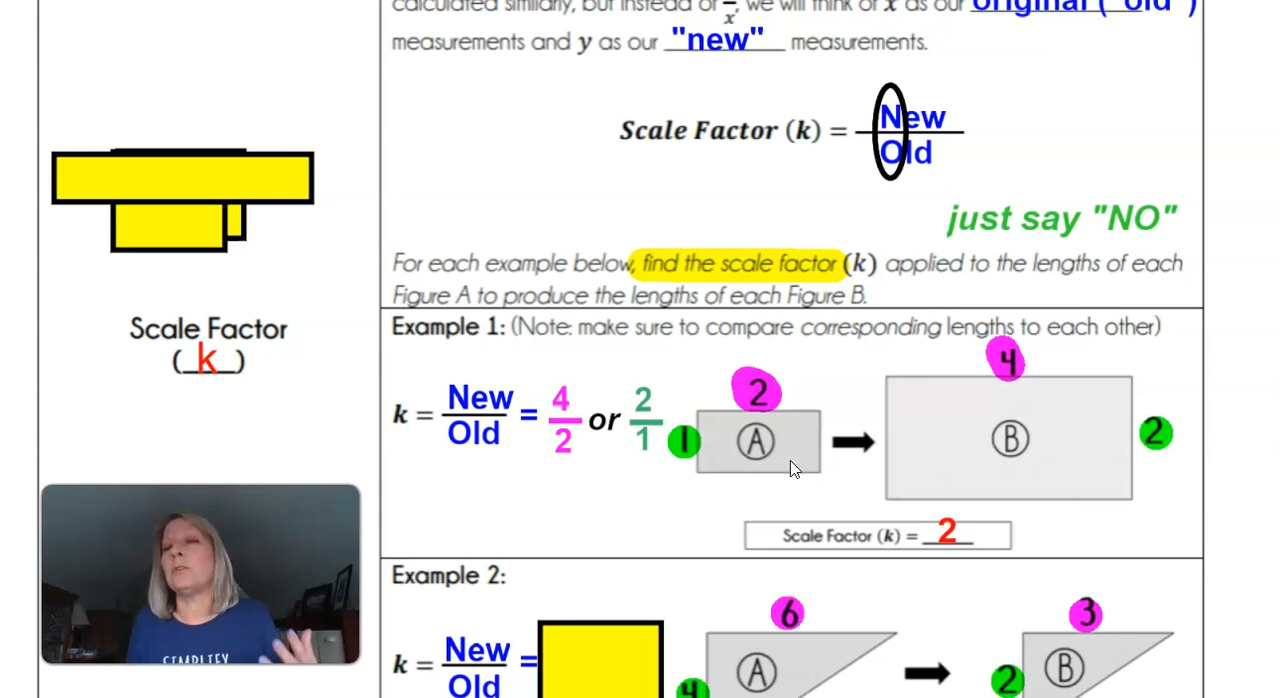 calculated similarly, but instead of –/x, we will think of x as our original ("old")
measurements and y as our "new" measurements.
Scale Factor (k) = New
Old
just say "NO"
For each example below, find the scale factor (k) applied to the lengths of each
Figure A to produce the lengths of each Figure B.
Scale Factor
(k)
Example 1: (Note: make sure to compare corresponding lengths to each other)
k = New/Old = 4/2 or 2/1
2
1
A
4
B
2
Scale Factor (k) = 2
Example 2:
k = New/Old =
6
A
4
3
2
B
SIMPLIFY